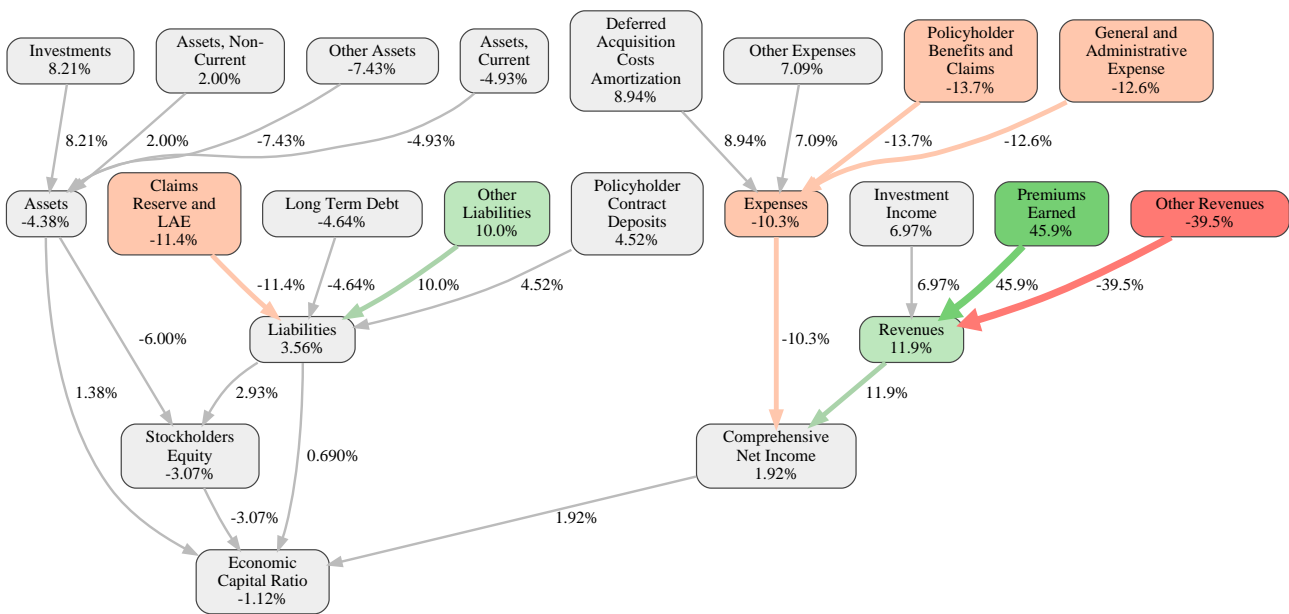 Investments
8.21%
Assets, Non-
Current
2.00%
Other Assets
-7.43%
Assets,
Current
-4.93%
Deferred
Acquisition
Costs
Amortization
8.94%
Other Expenses
7.09%
Policyholder
Benefits and
Claims
-13.7%
General and
Administrative
Expense
-12.6%
8.21%
2.00%
-7.43%
-4.93%
8.94%
7.09%
-13.7%
-12.6%
Assets
-4.38%
Claims
Reserve and
LAE
-11.4%
Long Term Debt
-4.64%
Other
Liabilities
10.0%
Policyholder
Contract
Deposits
4.52%
Expenses
-10.3%
Investment
Income
6.97%
Premiums
Earned
45.9%
Other Revenues
-39.5%
-11.4%
-4.64%
10.0%
4.52%
6.97%
45.9%
-39.5%
-6.00%
Liabilities
3.56%
-10.3%
Revenues
11.9%
1.38%
2.93%
11.9%
Stockholders
Equity
-3.07%
0.690%
Comprehensive
Net Income
1.92%
-3.07%
1.92%
Economic
Capital Ratio
-1.12%